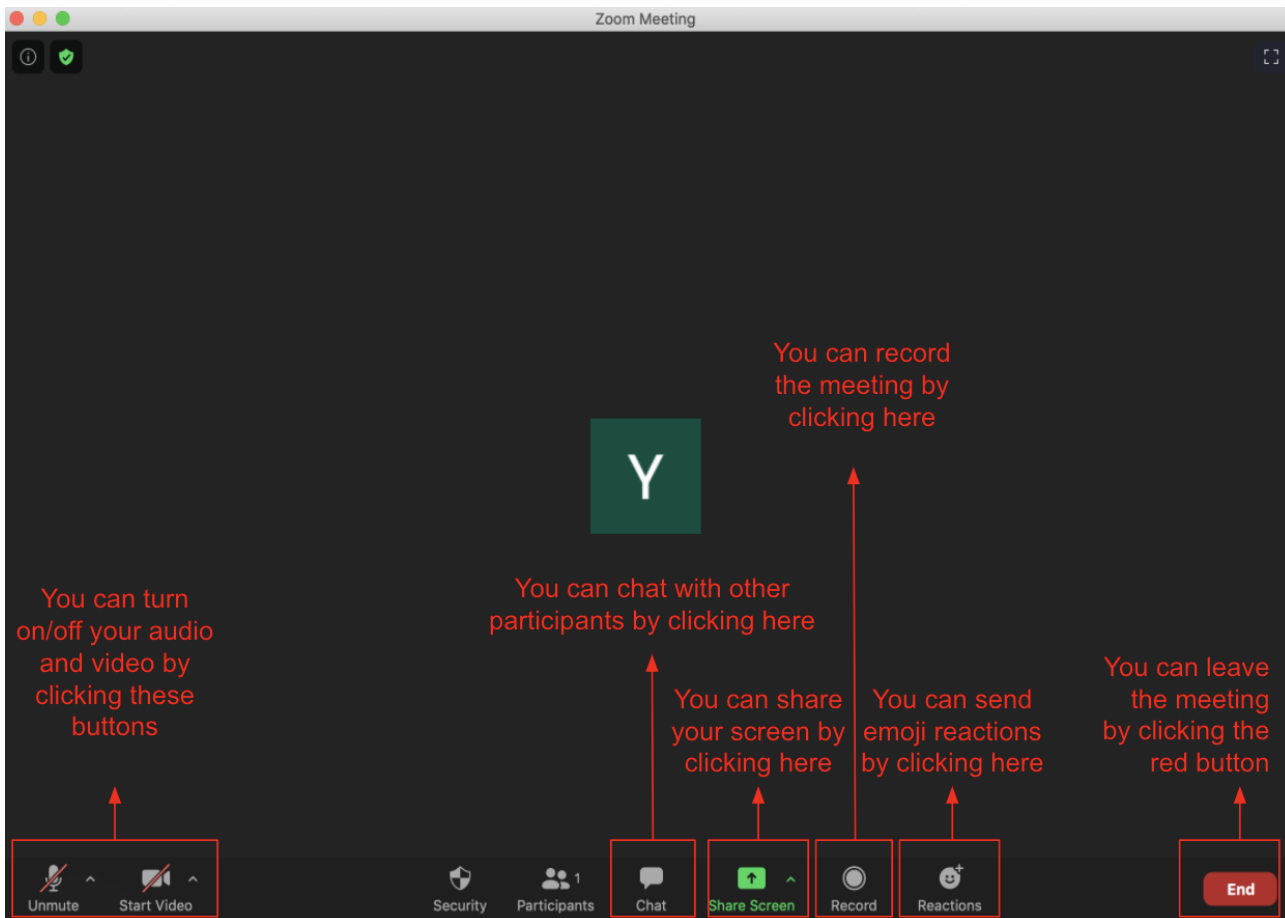 Zoom Meeting
You can record
the meeting by
clicking here
Y
You can chat with other
participants by clicking here
You can turn
on/off your audio
and video by
clicking these
buttons
You can share
your screen by
clicking here
You can send
emoji reactions
by clicking here
You can leave
the meeting
by clicking the
red button
Unmute
Start Video
Security
1
Participants
Chat
Share Screen
Record
Reactions
End